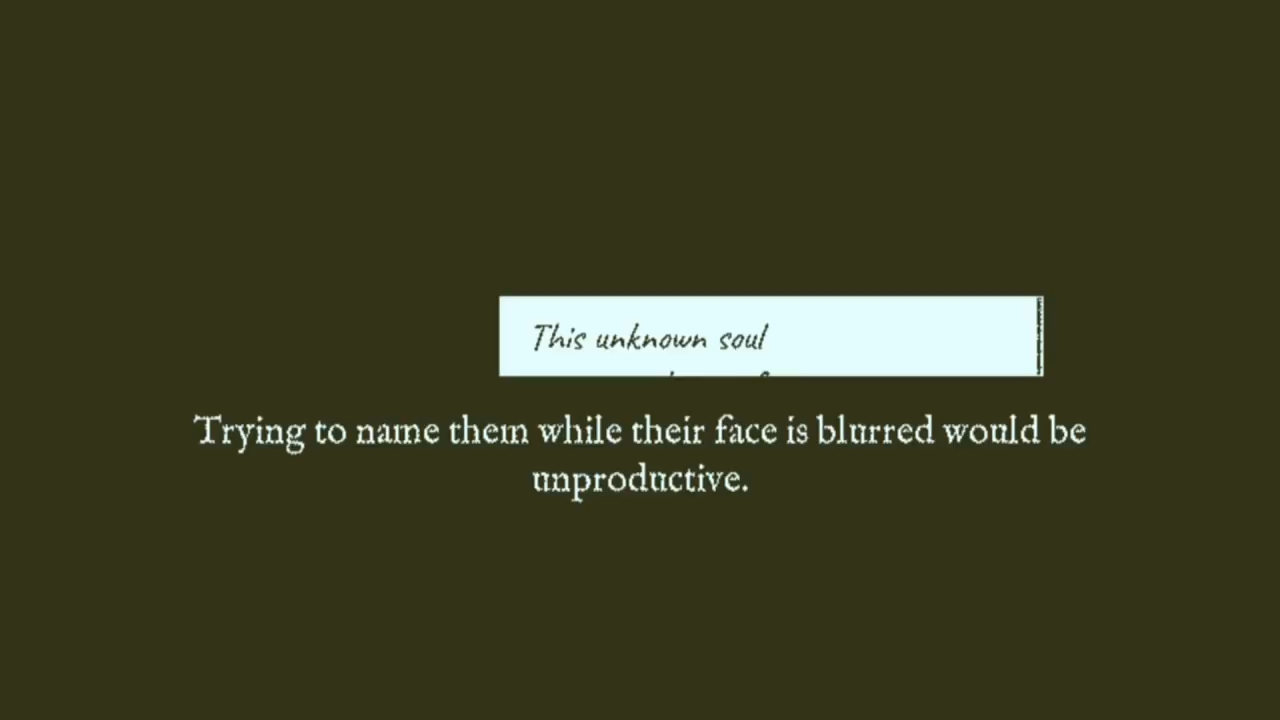 This unknown soul
Trying to name them while their face is blurred would be
unproductive.